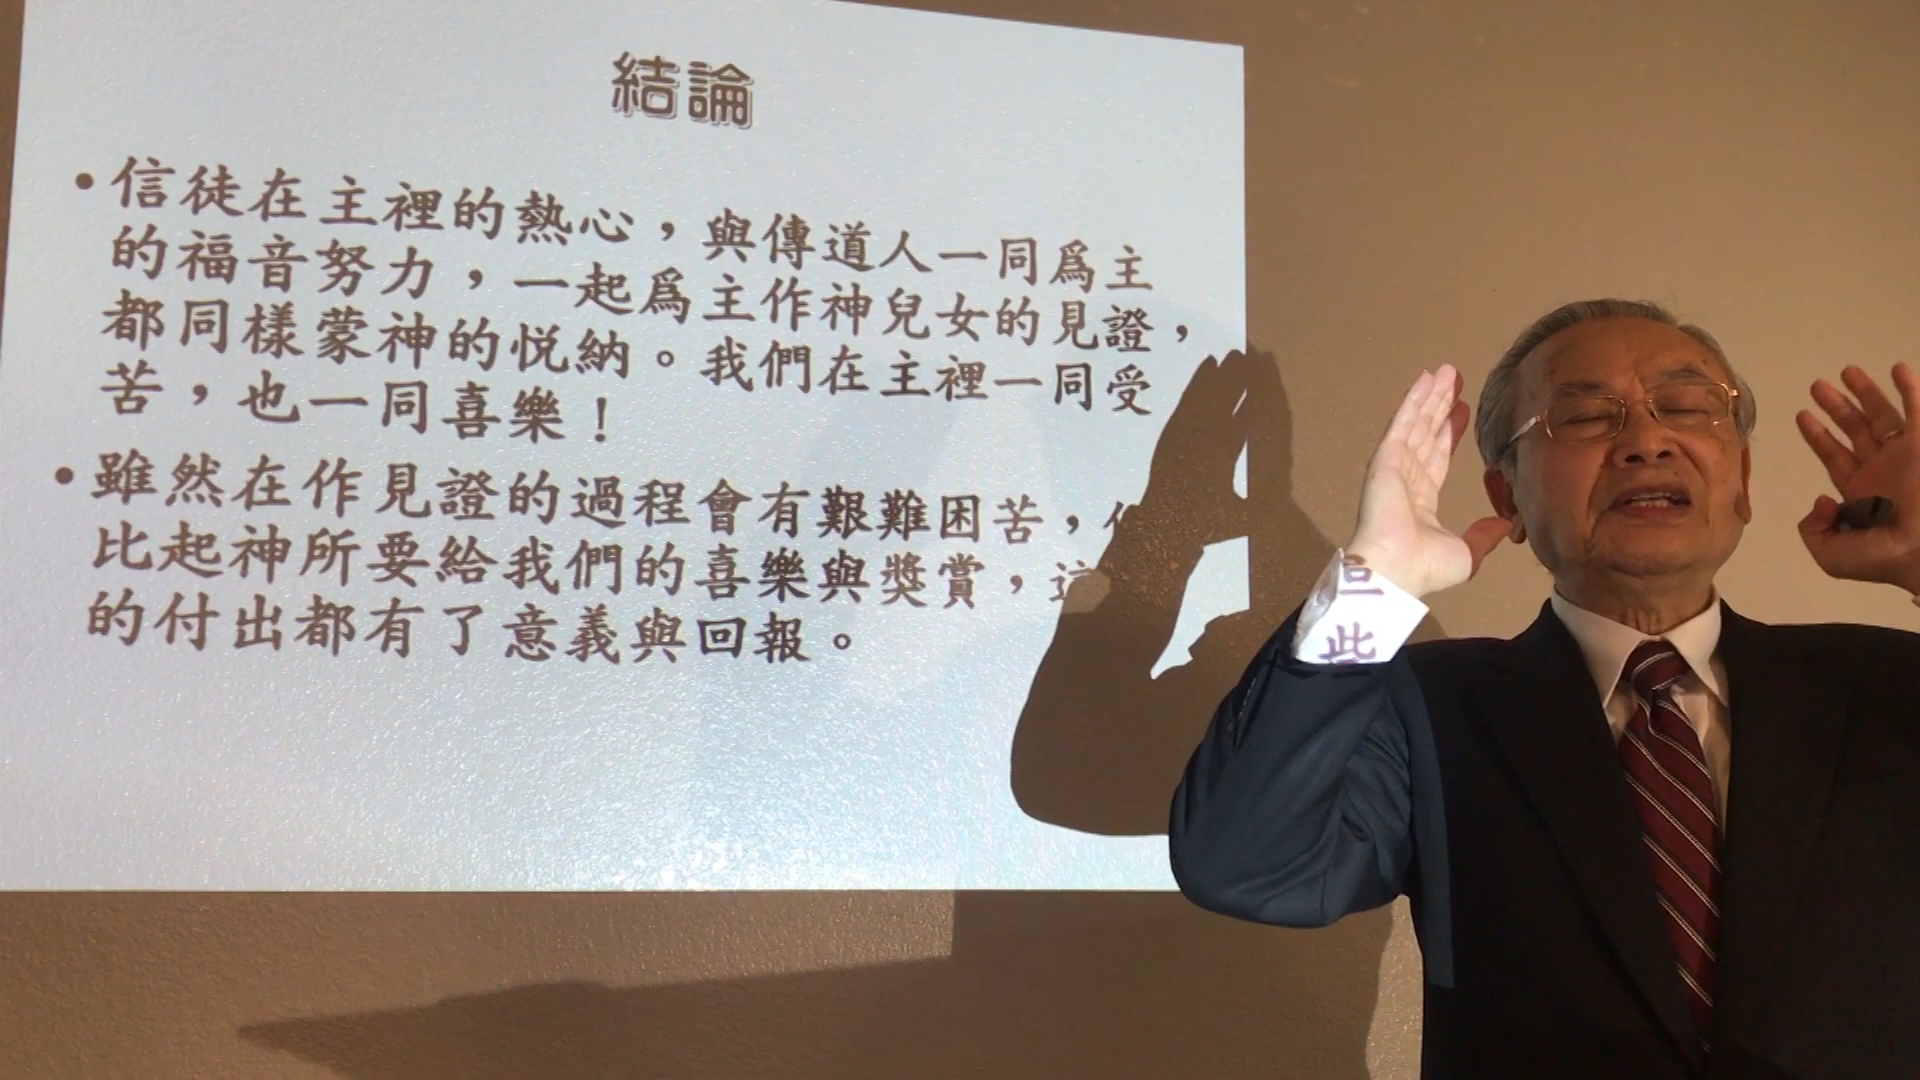 結論
•信徒在主裡的熱心，與傳道人一同爲主
的福音努力，一起爲主作神兒女的見證，
都同樣蒙神的悅納。我們在主裡一同受
苦，也一同喜樂！
•雖然在作見證的過程會有艱難困苦，但
比起神所要給我們的喜樂與獎賞，這些
的付出都有了意義與回報。